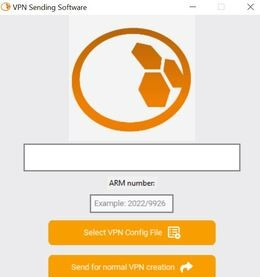 VPN Sending Software
ARM number:
Example: 2022/9926
Select VPN Config File
Send for normal VPN creation